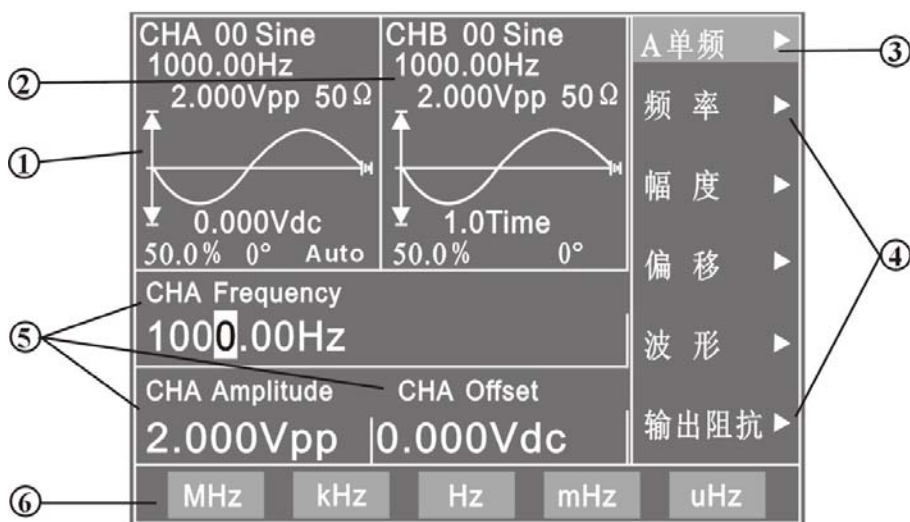 CHA 00 Sine
1000.00Hz
2.000Vpp 50Ω
0.000Vdc
50.0% 0° Auto
CHB 00 Sine
1000.00Hz
2.000Vpp 50Ω
1.0Time
50.0% 0°
A单频
频率
幅度
偏移
波形
输出阻抗
CHA Frequency
1000.00Hz
CHA Amplitude
2.000Vpp
CHA Offset
0.000Vdc
MHz kHz Hz mHz uHz
②
①
⑤
⑥
③
④